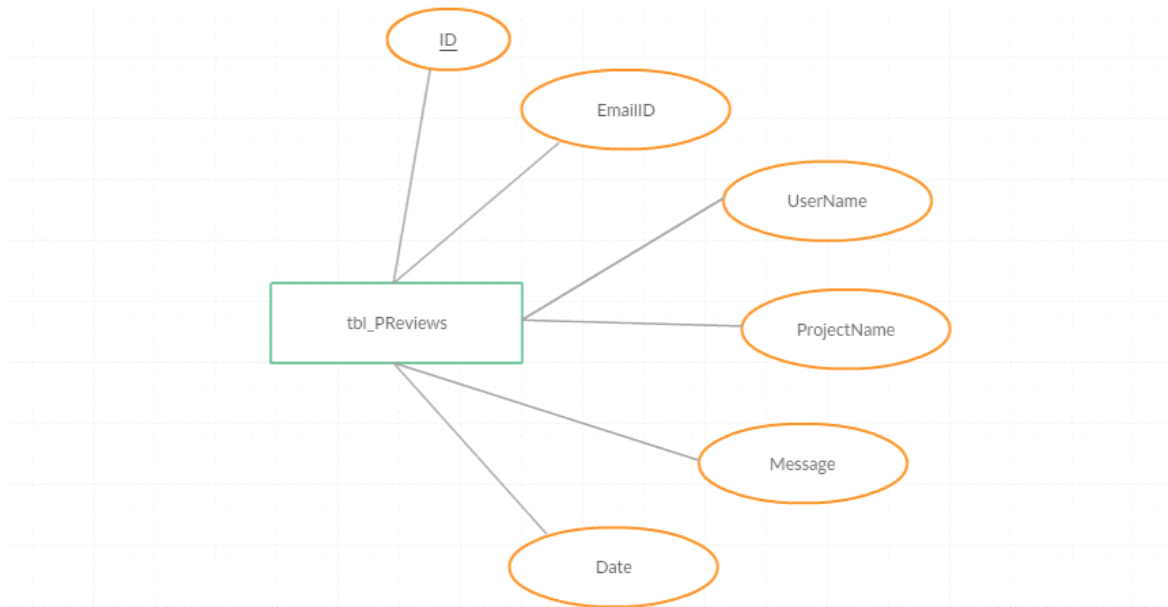 ID
EmailID
UserName
tbl_PReviews
ProjectName
Message
Date